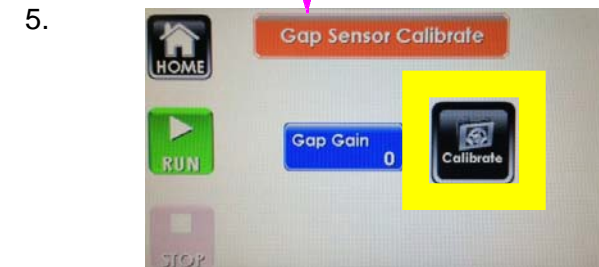 5.
Gap Sensor Calibrate
HOME
RUN
Gap Gain
0
Calibrate
STOP